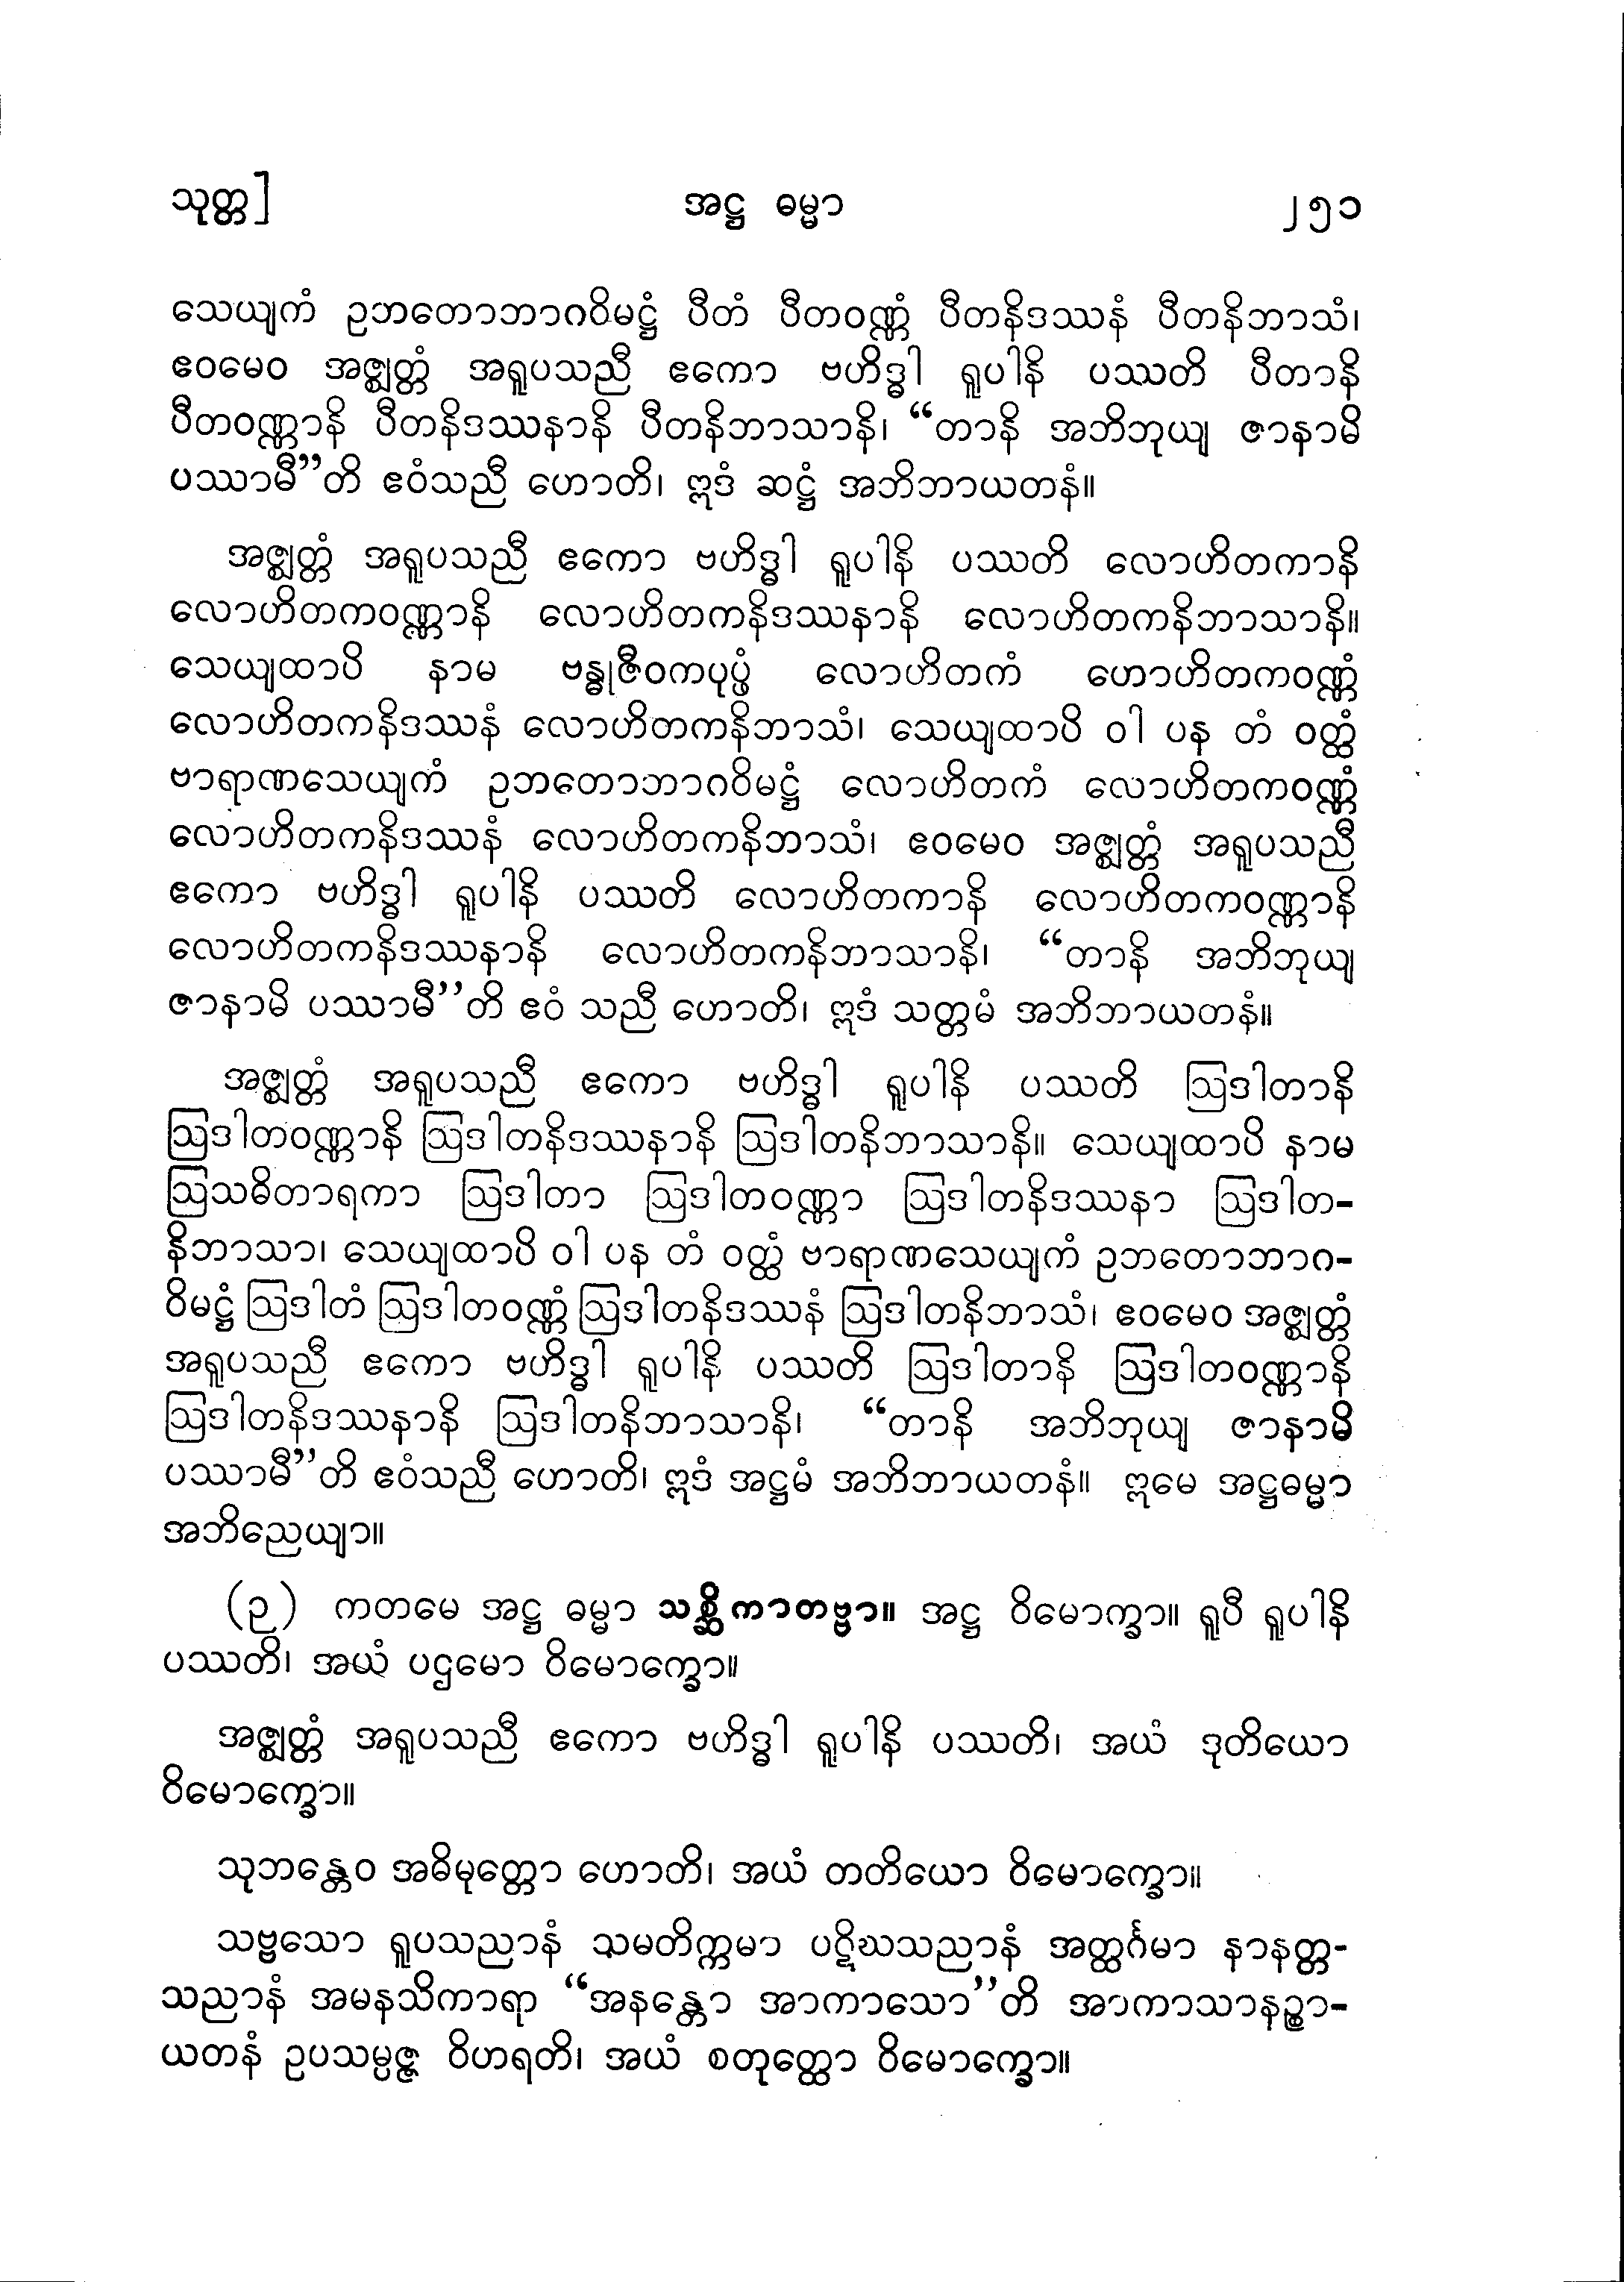 သုတ္တ] အဋ္ဌ ဓမ္မာ ၂၅၁
သေယျကံ ဥဘတောဘာဂဝိမဋ္ဌံ ပီတံ ပီတဝဏ္ဏံ ပီတနိဒဿနံ ပီတနိဘာသံ၊
ဧဝမေဝ အဇ္ဈတ္တံ အရူပသညီ ဧကော ဗဟိဒ္ဓါ ရူပါနိ ပဿတိ ပီတာနိ
ပီတဝဏ္ဏာနိ ပီတနိဒဿနာနိ ပီတနိဘာသာနိ၊ “တာနိ အဘိဘုယျ ဇာနာမိ
ပဿာမီ”တိ ဧဝံသညီ ဟောတိ၊ ဣဒံ ဆဋ္ဌံ အဘိဘာယတနံ။
အဇ္ဈတ္တံ အရူပသညီ ဧကော ဗဟိဒ္ဓါ ရူပါနိ ပဿတိ လောဟိတကာနိ
လောဟိတကဝဏ္ဏာနိ လောဟိတကနိဒဿနာနိ လောဟိတကနိဘာသာနိ။
သေယျထာပိ နာမ ဗန္ဓုဇီဝကပုပ္ဖံ လောဟိတကံ ဟောဟိတကဝဏ္ဏံ
လောဟိတကနိဒဿနံ လောဟိတကနိဘာသံ၊ သေယျထာပိ ဝါ ပန တံ ဝတ္ထံ
ဗာရာဏသေယျကံ ဥဘတောဘာဂဝိမဋ္ဌံ လောဟိတကံ လောဟိတကဝဏ္ဏံ
လောဟိတကနိဒဿနံ လောဟိတကနိဘာသံ၊ ဧဝမေဝ အဇ္ဈတ္တံ အရူပသညီ
ဧကော ဗဟိဒ္ဓါ ရူပါနိ ပဿတိ လောဟိတကာနိ လောဟိတကဝဏ္ဏာနိ
လောဟိတကနိဒဿနာနိ လောဟိတကနိဘာသာနိ၊ “တာနိ အဘိဘုယျ
ဇာနာမိ ပဿာမီ”တိ ဧဝံ သညီ ဟောတိ၊ ဣဒံ သတ္တမံ အဘိဘာယတနံ။
အဇ္ဈတ္တံ အရူပသညီ ဧကော ဗဟိဒ္ဓါ ရူပါနိ ပဿတိ ဩဒါတာနိ
ဩဒါတဝဏ္ဏာနိ ဩဒါတနိဒဿနာနိ ဩဒါတနိဘာသာနိ။ သေယျထာပိ နာမ
ဩသဓိတာရကာ ဩဒါတာ ဩဒါတဝဏ္ဏာ ဩဒါတနိဒဿနာ ဩဒါတ-
နိဘာသာ၊ သေယျထာပိ ဝါ ပန တံ ဝတ္ထံ ဗာရာဏသေယျကံ ဥဘတောဘာဂ-
ဝိမဋ္ဌံ ဩဒါတံ ဩဒါတဝဏ္ဏံ ဩဒါတနိဒဿနံ ဩဒါတနိဘာသံ၊ ဧဝမေဝ အဇ္ဈတ္တံ
အရူပသညီ ဧကော ဗဟိဒ္ဓါ ရူပါနိ ပဿတိ ဩဒါတာနိ ဩဒါတဝဏ္ဏာနိ
ဩဒါတနိဒဿနာနိ ဩဒါတနိဘာသာနိ၊ “တာနိ အဘိဘုယျ ဇာနာမိ
ပဿာမီ”တိ ဧဝံသညီ ဟောတိ၊ ဣဒံ အဋ္ဌမံ အဘိဘာယတနံ။ ဣမေ အဋ္ဌဓမ္မာ
အဘိညေယျာ။
(ဉ) ကတမေ အဋ္ဌ ဓမ္မာ သစ္ဆိကာတဗ္ဗာ။ အဋ္ဌ ဝိမောက္ခာ။ ရူပီ ရူပါနိ
ပဿတိ၊ အယံ ပဌမော ဝိမောက္ခော။
အဇ္ဈတ္တံ အရူပသညီ ဧကော ဗဟိဒ္ဓါ ရူပါနိ ပဿတိ၊ အယံ ဒုတိယော
ဝိမောက္ခော။
သုဘန္တေဝ အဓိမုတ္တော ဟောတိ၊ အယံ တတိယော ဝိမောက္ခော။
သဗ္ဗသော ရူပသညာနံ သမတိက္ကမာ ပဋိဃသညာနံ အတ္ထင်္ဂမာ နာနတ္တ-
သညာနံ အမနသိကာရာ “အနန္တော အာကာသော”တိ အာကာသာနဉ္စာ-
ယတနံ ဥပသမ္ပဇ္ဇ ဝိဟရတိ၊ အယံ စတုတ္ထော ဝိမောက္ခော။